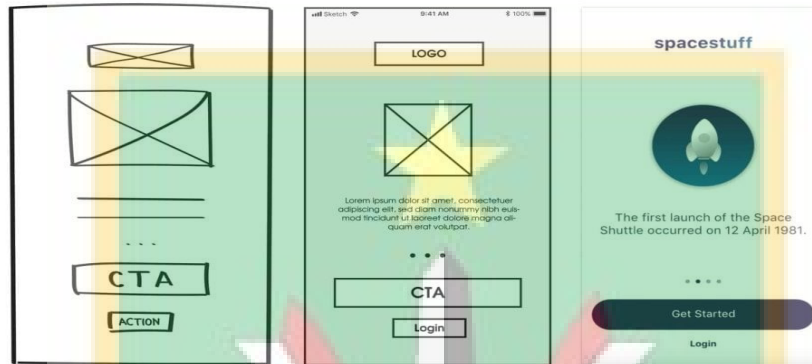 CTA
ACTION
Sketch
9:41 AM
100%
LOGO
Lorem ipsum dolor sit amet, consectetuer
adipiscing elit, sed diam nonummy nibh euis-
mod tincidunt ut laoreet dolore magna ali-
quam erat volutpat.
CTA
Login
spacestuff
The first launch of the Space
Shuttle occurred on 12 April 1981.
Get Started
Login